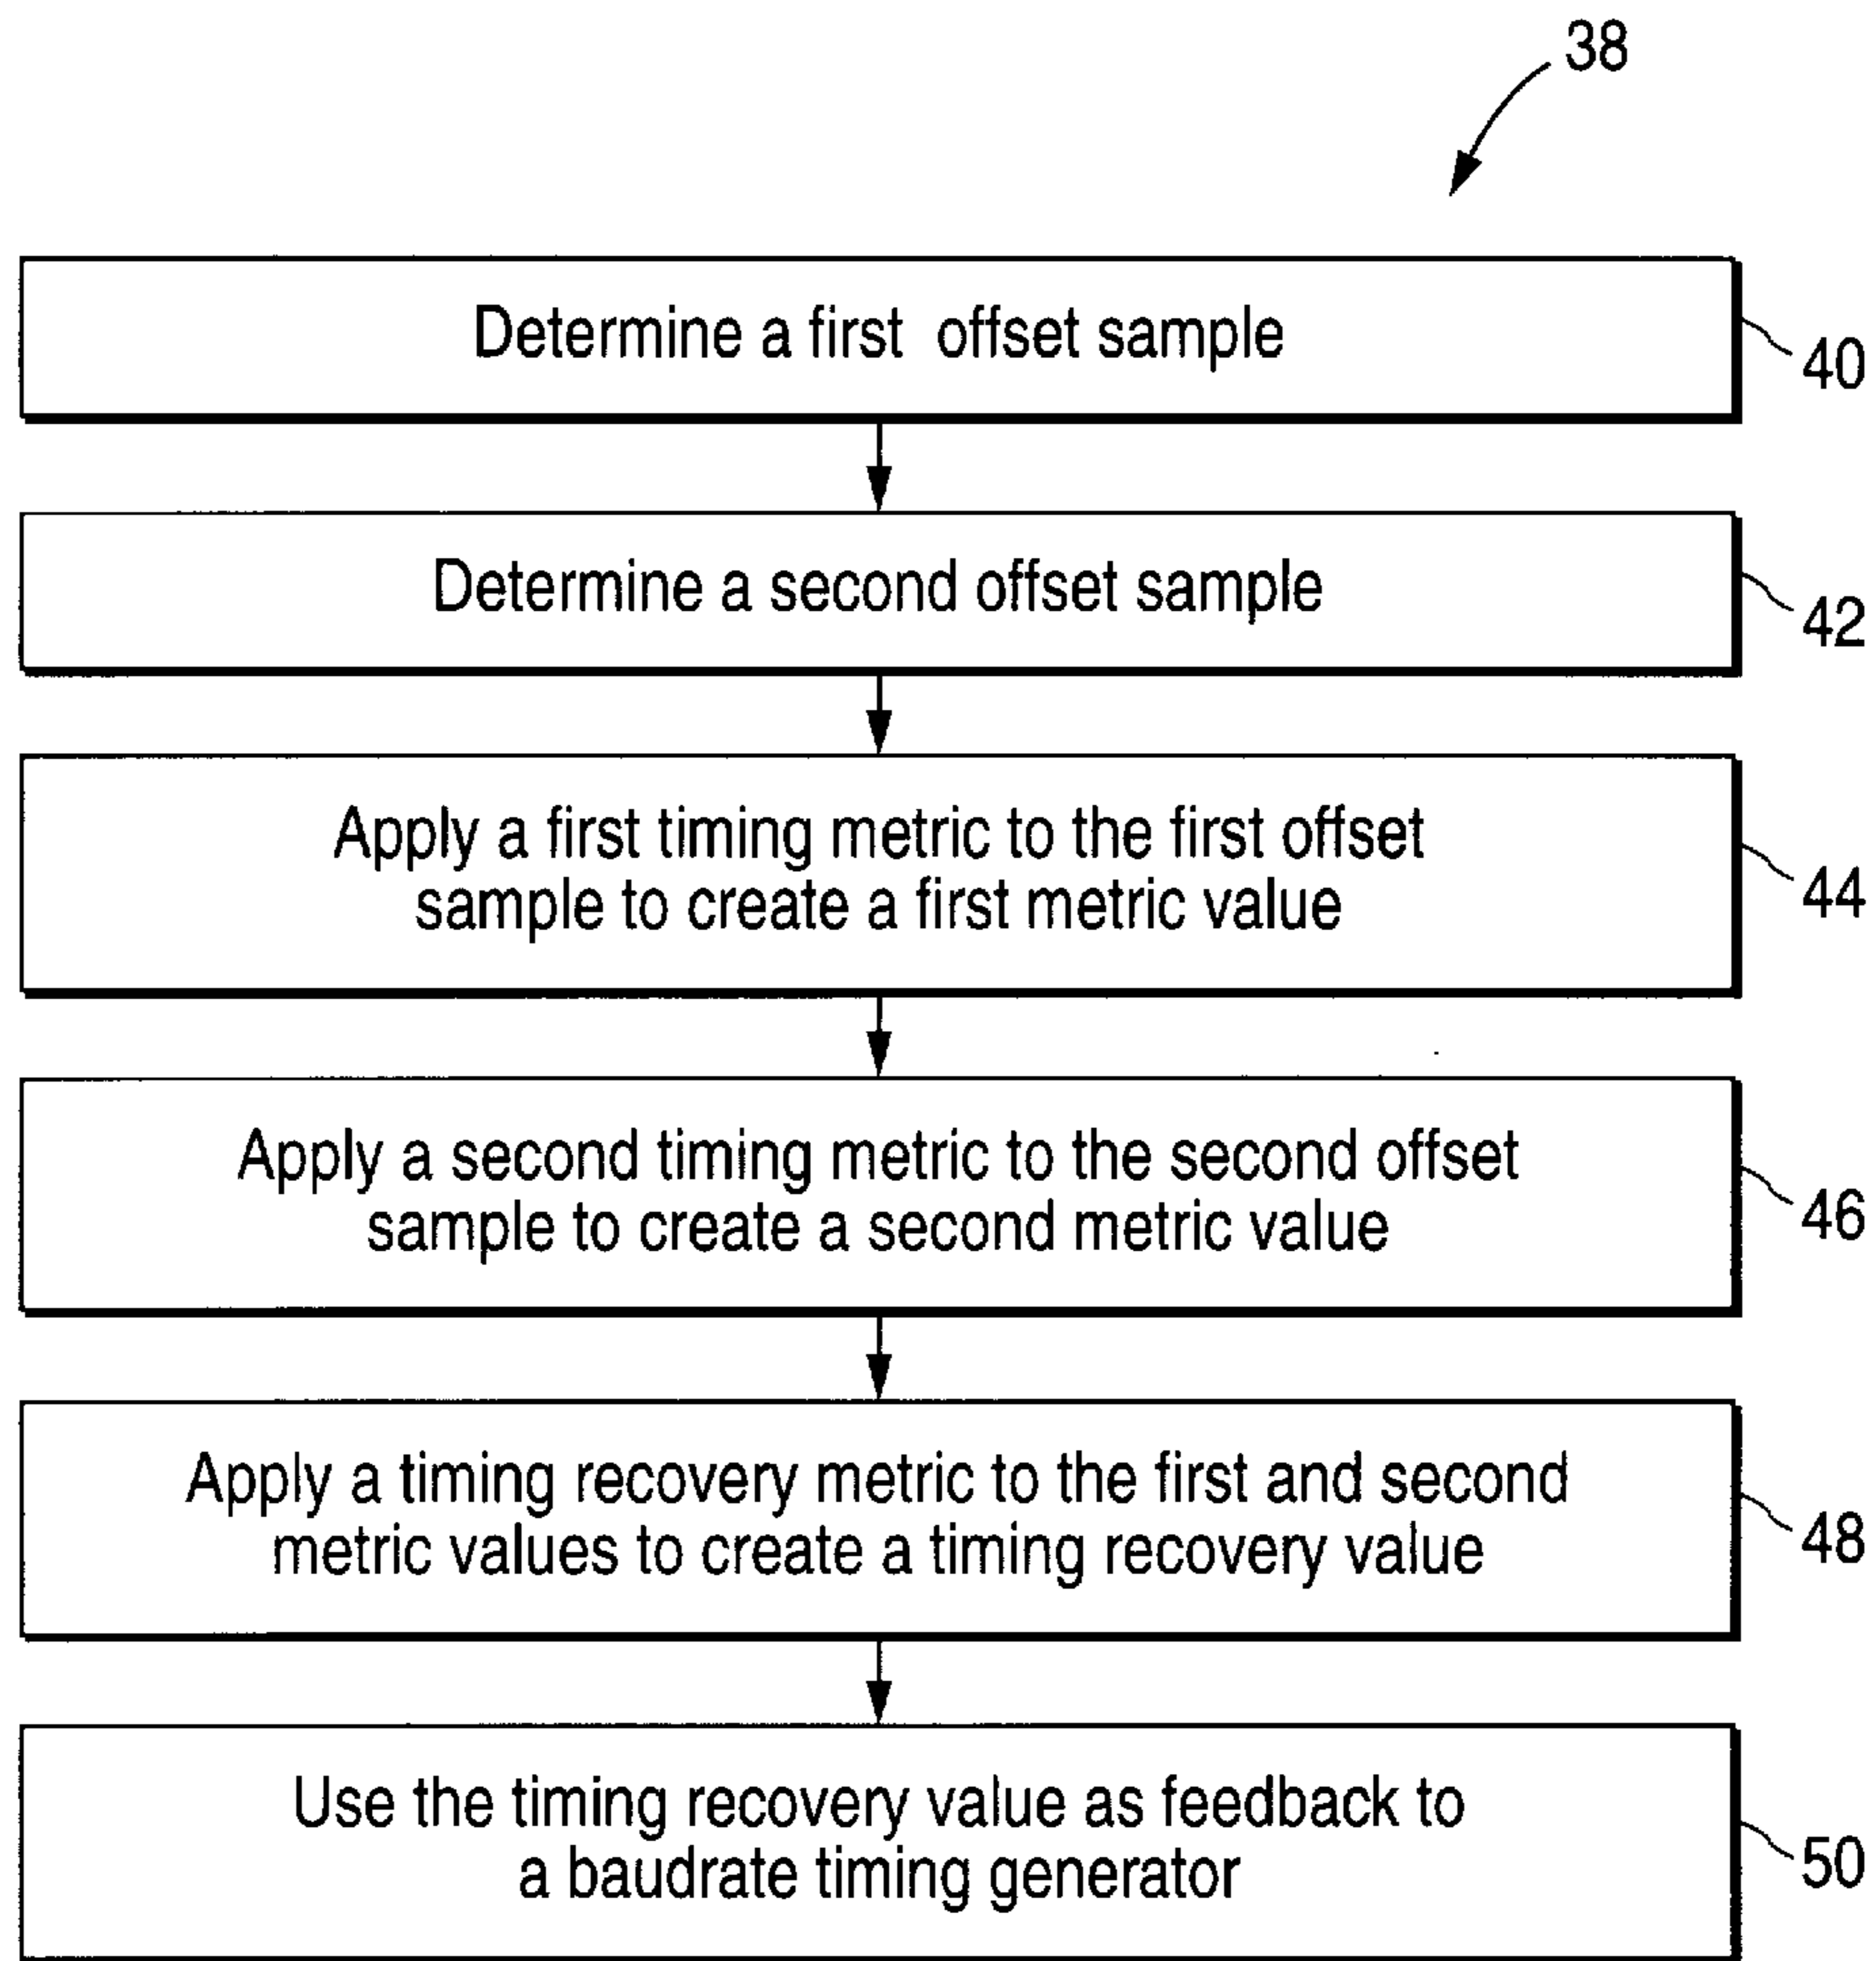 38
Determine a first offset sample
40
Determine a second offset sample
42
Apply a first timing metric to the first offset
sample to create a first metric value
44
Apply a second timing metric to the second offset
sample to create a second metric value
46
Apply a timing recovery metric to the first and second
metric values to create a timing recovery value
48
Use the timing recovery value as feedback to
a baudrate timing generator
50